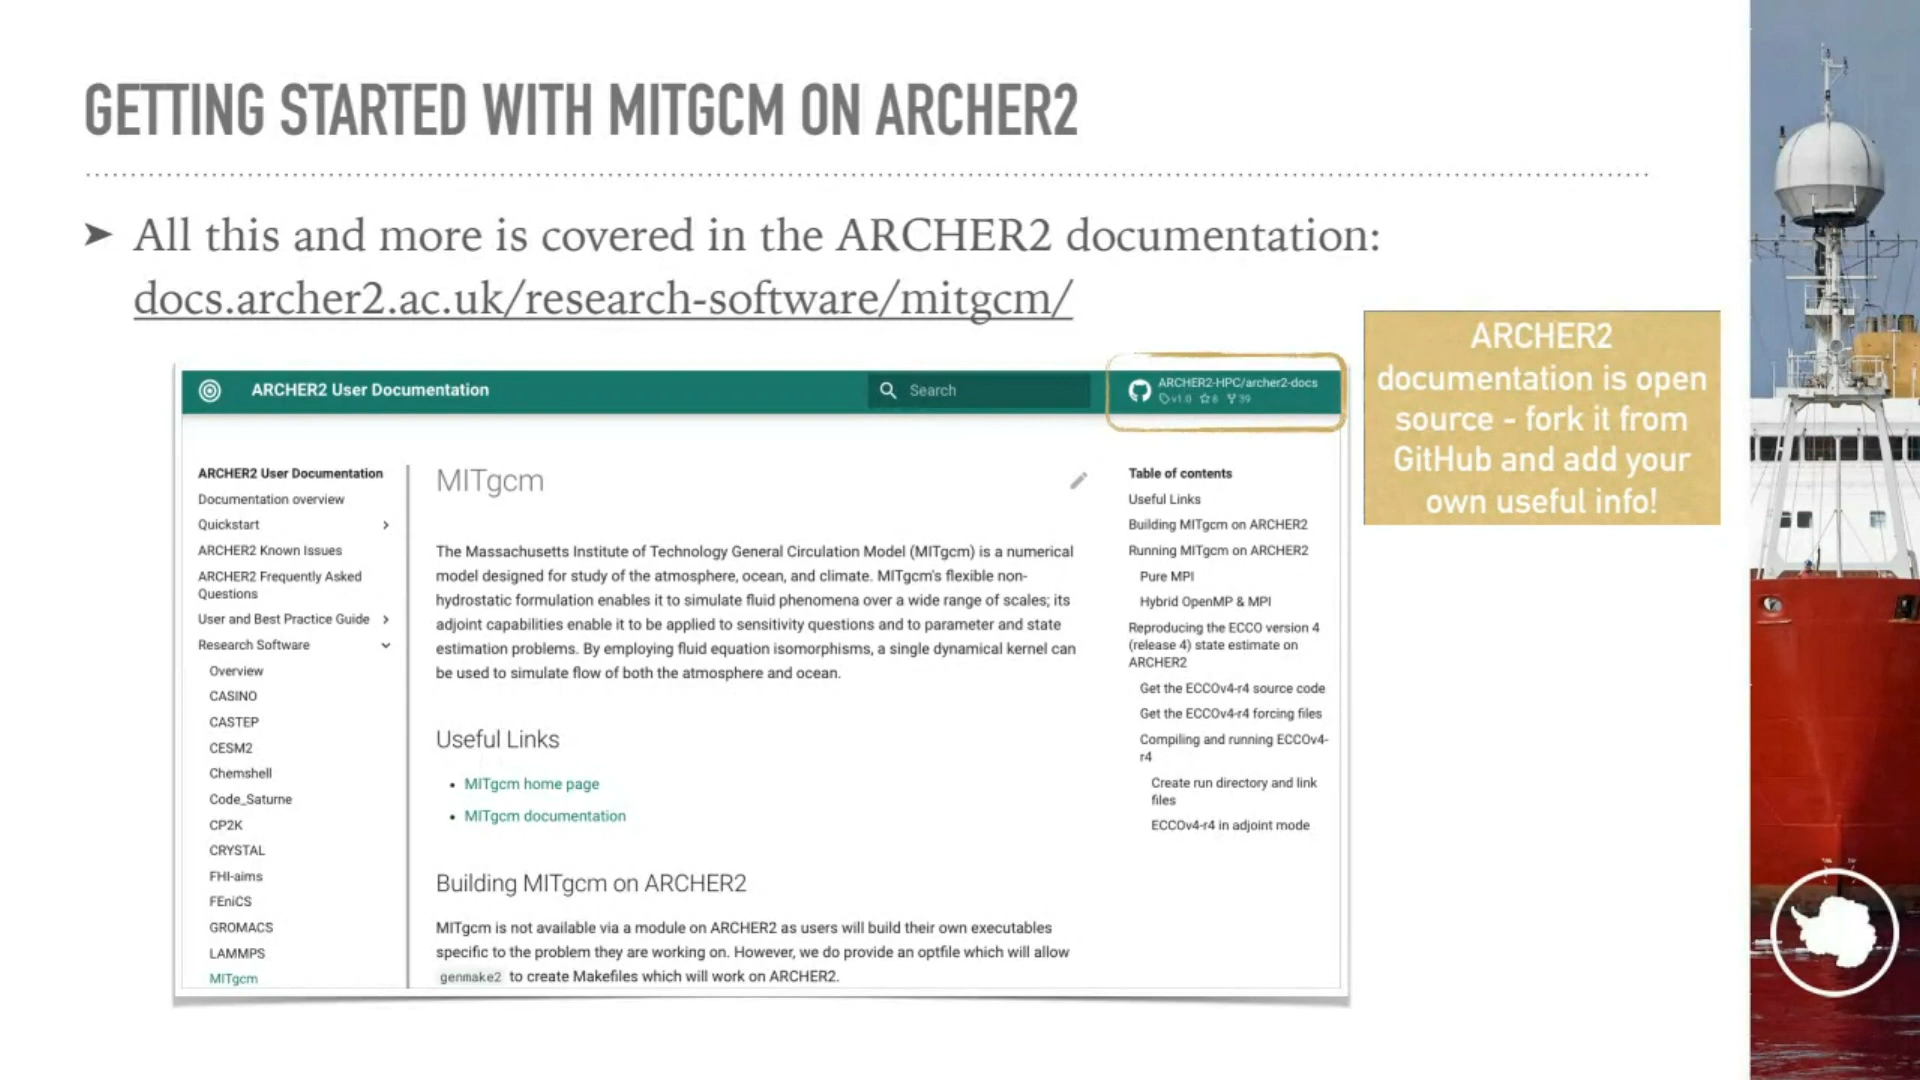 GETTING STARTED WITH MITGCM ON ARCHER2
➤ All this and more is covered in the ARCHER2 documentation:
docs.archer2.ac.uk/research-software/mitgcm/
ARCHER2
documentation is open
source - fork it from
GitHub and add your
own useful info!
ARCHER2 User Documentation
Search
ARCHER2-HPC/archer2-docs
v1.0 8 39
ARCHER2 User Documentation
Documentation overview
Quickstart
ARCHER2 Known Issues
ARCHER2 Frequently Asked
Questions
User and Best Practice Guide
Research Software
Overview
CASINO
CASTEP
CESM2
Chemshell
Code_Saturne
CP2K
CRYSTAL
FHI-aims
FEniCS
GROMACS
LAMMPS
MITgcm
MITgcm
The Massachusetts Institute of Technology General Circulation Model (MITgcm) is a numerical
model designed for study of the atmosphere, ocean, and climate. MITgcm's flexible non-
hydrostatic formulation enables it to simulate fluid phenomena over a wide range of scales; its
adjoint capabilities enable it to be applied to sensitivity questions and to parameter and state
estimation problems. By employing fluid equation isomorphisms, a single dynamical kernel can
be used to simulate flow of both the atmosphere and ocean.
Useful Links
• MITgcm home page
• MITgcm documentation
Building MITgcm on ARCHER2
MITgcm is not available via a module on ARCHER2 as users will build their own executables
specific to the problem they are working on. However, we do provide an optfile which will allow
genmake2 to create Makefiles which will work on ARCHER2.
Table of contents
Useful Links
Building MITgcm on ARCHER2
Running MITgcm on ARCHER2
Pure MPI
Hybrid OpenMP & MPI
Reproducing the ECCO version 4
(release 4) state estimate on
ARCHER2
Get the ECCOv4-r4 source code
Get the ECCOv4-r4 forcing files
Compiling and running ECCOv4-
r4
Create run directory and link
files
ECCOv4-r4 in adjoint mode